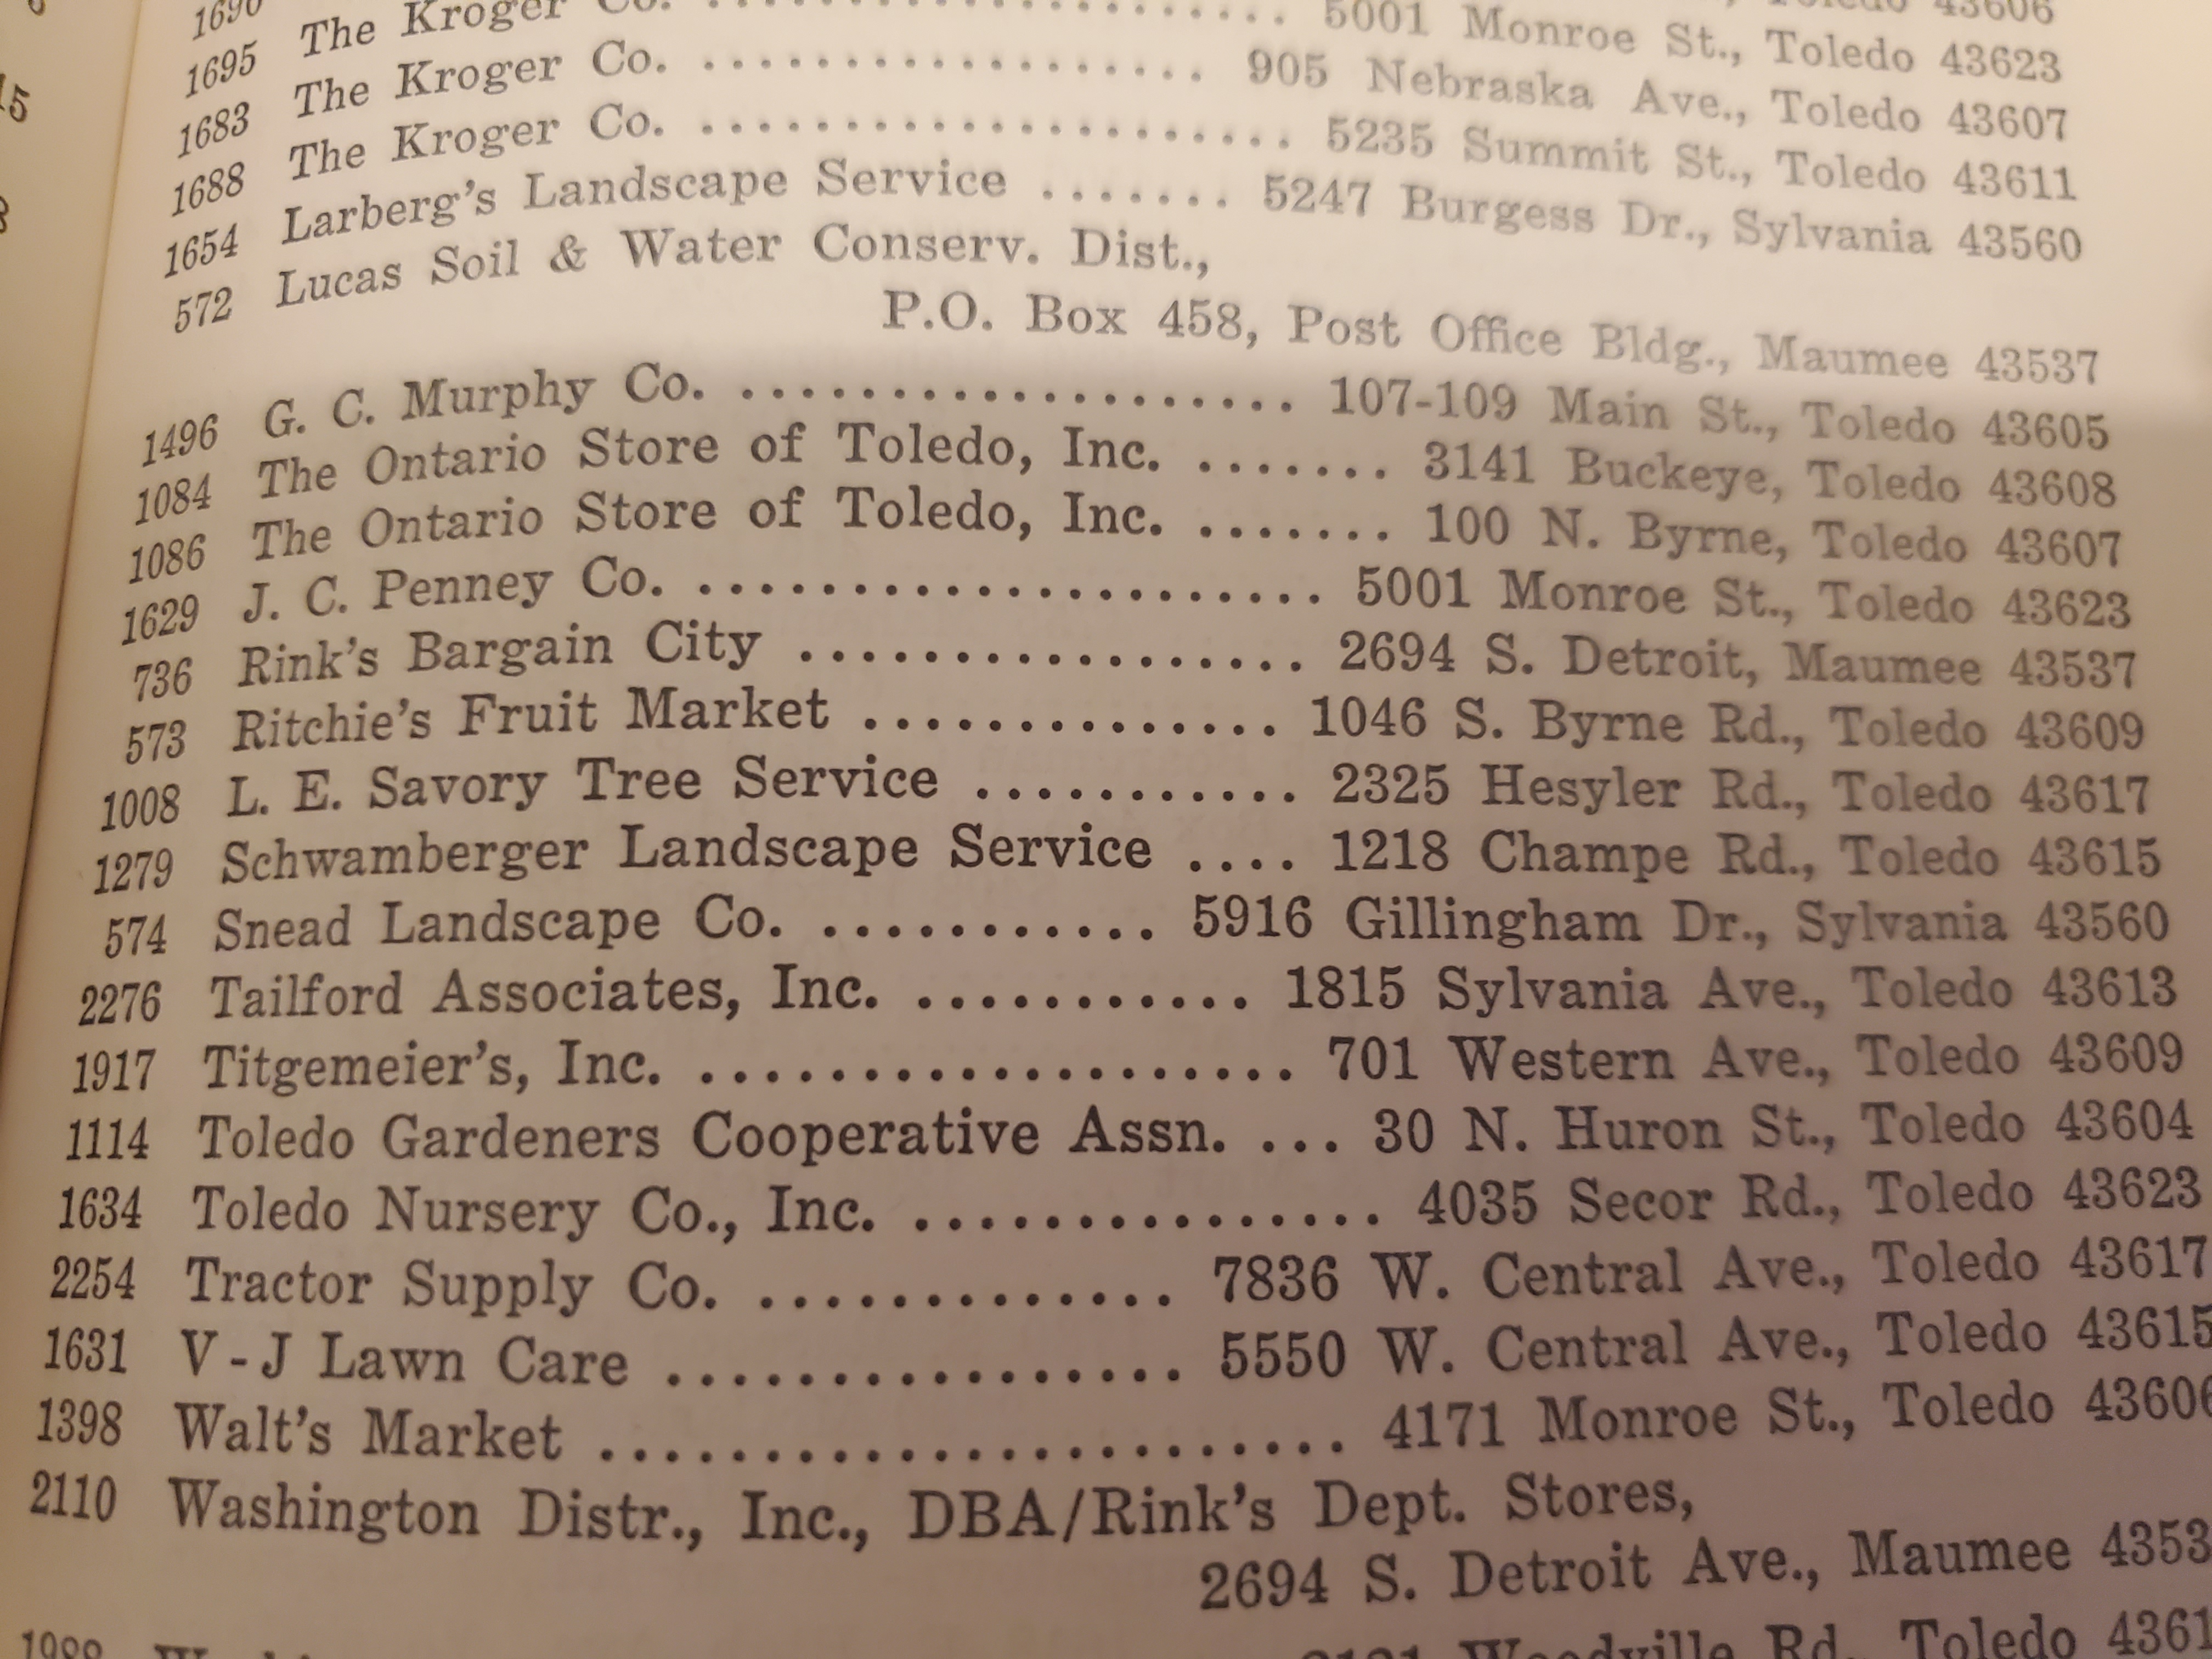 1690 Toledo 43606
1695 The Kroger Co. .................... 5001 Monroe St., Toledo 43623
1683 The Kroger Co. .................. 905 Nebraska Ave., Toledo 43607
1688 The Kroger Co. ..................... 5235 Summit St., Toledo 43611
1654 Larberg's Landscape Service ....... 5247 Burgess Dr., Sylvania 43560
572 Lucas Soil & Water Conserv. Dist.,
P.O. Box 458, Post Office Bldg., Maumee 43537
1496 G. C. Murphy Co. ..................... 107-109 Main St., Toledo 43605
1084 The Ontario Store of Toledo, Inc. ....... 3141 Buckeye, Toledo 43608
1086 The Ontario Store of Toledo, Inc. ....... 100 N. Byrne, Toledo 43607
1629 J. C. Penney Co. ...................... 5001 Monroe St., Toledo 43623
736 Rink's Bargain City ................. 2694 S. Detroit, Maumee 43537
573 Ritchie's Fruit Market .............. 1046 S. Byrne Rd., Toledo 43609
1008 L. E. Savory Tree Service ........... 2325 Hesyler Rd., Toledo 43617
1279 Schwamberger Landscape Service .... 1218 Champe Rd., Toledo 43615
574 Snead Landscape Co. ........... 5916 Gillingham Dr., Sylvania 43560
2276 Tailford Associates, Inc. ........... 1815 Sylvania Ave., Toledo 43613
1917 Titgemeier's, Inc. ................... 701 Western Ave., Toledo 43609
1114 Toledo Gardeners Cooperative Assn. ... 30 N. Huron St., Toledo 43604
1634 Toledo Nursery Co., Inc. ............... 4035 Secor Rd., Toledo 43623
2254 Tractor Supply Co. ............. 7836 W. Central Ave., Toledo 43617
1631 V - J Lawn Care ................ 5550 W. Central Ave., Toledo 43615
1398 Walt's Market ....................... 4171 Monroe St., Toledo 43606
2110 Washington Distr., Inc., DBA/Rink's Dept. Stores,
2694 S. Detroit Ave., Maumee 4353
Woodville Rd., Toledo 4361